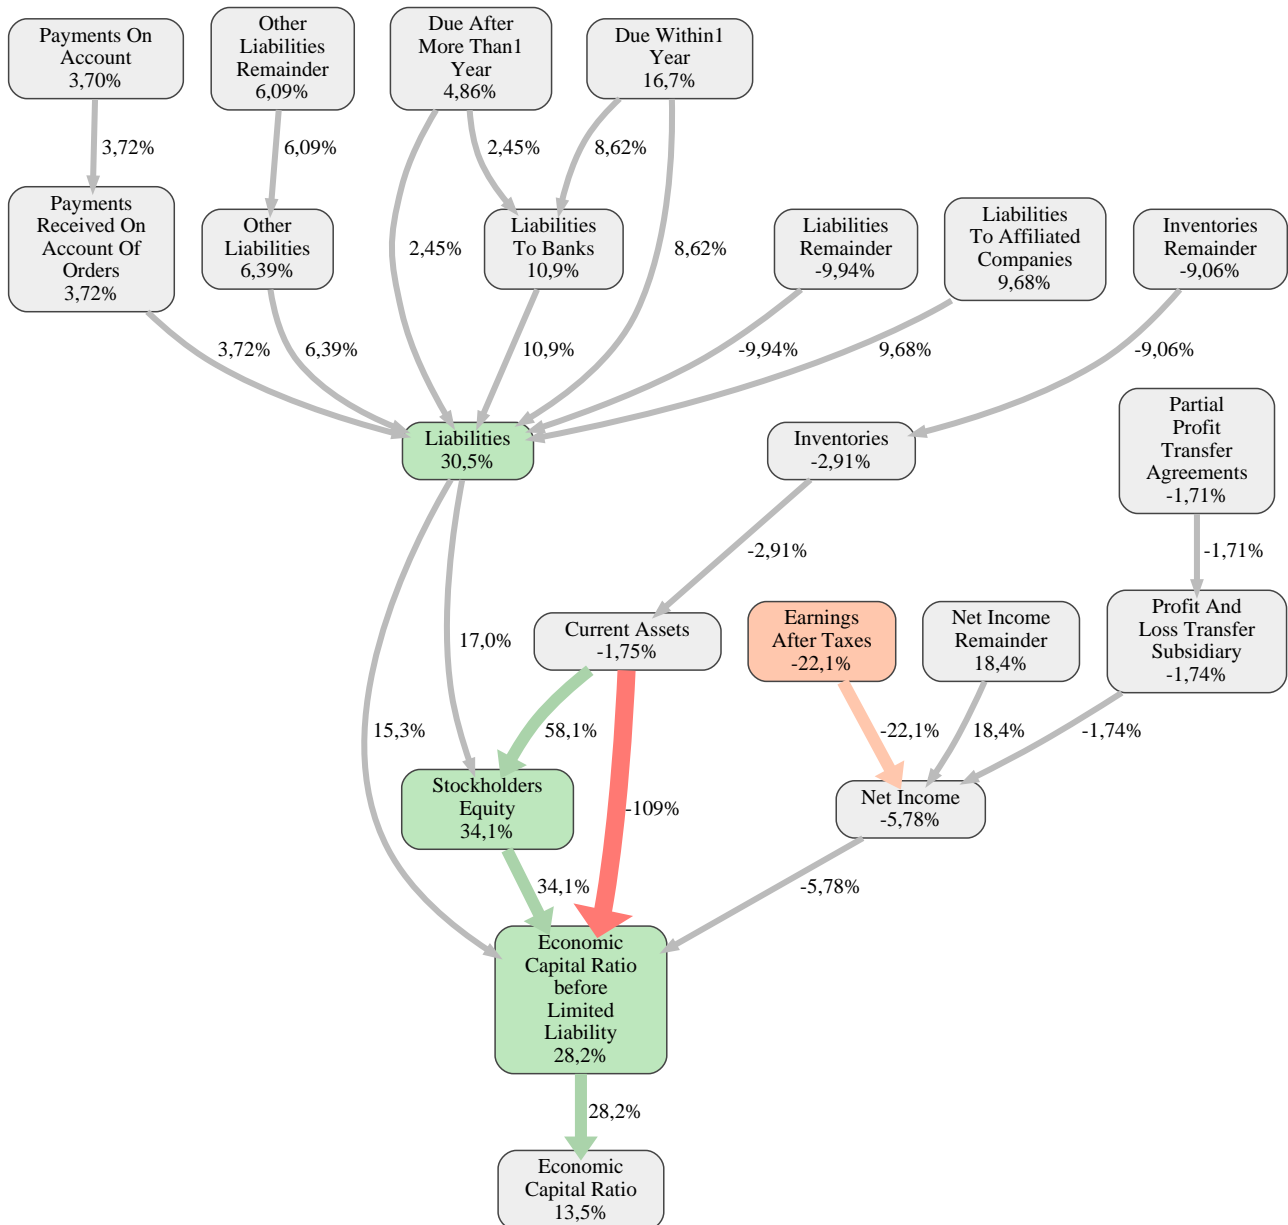 Payments On
Account
3,70%
Other
Liabilities
Remainder
6,09%
Due After
More Than1
Year
4,86%
Due Within1
Year
16,7%
3,72%
6,09%
2,45%
8,62%
Payments
Received On
Account Of
Orders
3,72%
Other
Liabilities
6,39%
2,45%
Liabilities
To Banks
10,9%
8,62%
Liabilities
Remainder
-9,94%
Liabilities
To Affiliated
Companies
9,68%
Inventories
Remainder
-9,06%
3,72%
6,39%
10,9%
-9,94%
9,68%
-9,06%
Liabilities
30,5%
Inventories
-2,91%
Partial
Profit
Transfer
Agreements
-1,71%
-2,91%
-1,71%
17,0%
Current Assets
-1,75%
Earnings
After Taxes
-22,1%
Net Income
Remainder
18,4%
Profit And
Loss Transfer
Subsidiary
-1,74%
15,3%
58,1%
-22,1%
18,4%
-1,74%
Stockholders
Equity
34,1%
-109%
Net Income
-5,78%
34,1%
-5,78%
Economic
Capital Ratio
before
Limited
Liability
28,2%
28,2%
Economic
Capital Ratio
13,5%